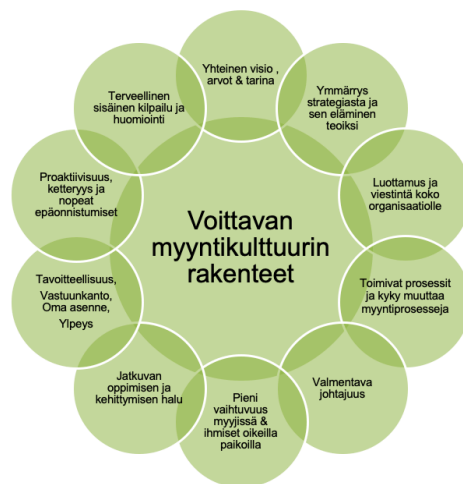 Voittavan
myyntikulttuurin
rakenteet
Yhteinen visio ,
arvot & tarina
Ymmärrys
strategiasta ja
sen eläminen
teoiksi
Luottamus ja
viestintä koko
organisaatiolle
Toimivat prosessit
ja kyky muuttaa
myyntiprosesseja
Valmentava
johtajuus
Pieni
vaihtuvuus
myyjissä &
ihmiset oikeilla
paikoilla
Jatkuvan
oppimisen ja
kehittymisen halu
Tavoitteellisuus,
Vastuunkanto,
Oma asenne,
Ylpeys
Proaktiivisuus,
ketteryys ja
nopeat
epäonnistumiset
Terveellinen
sisäinen kilpailu ja
huomiointi